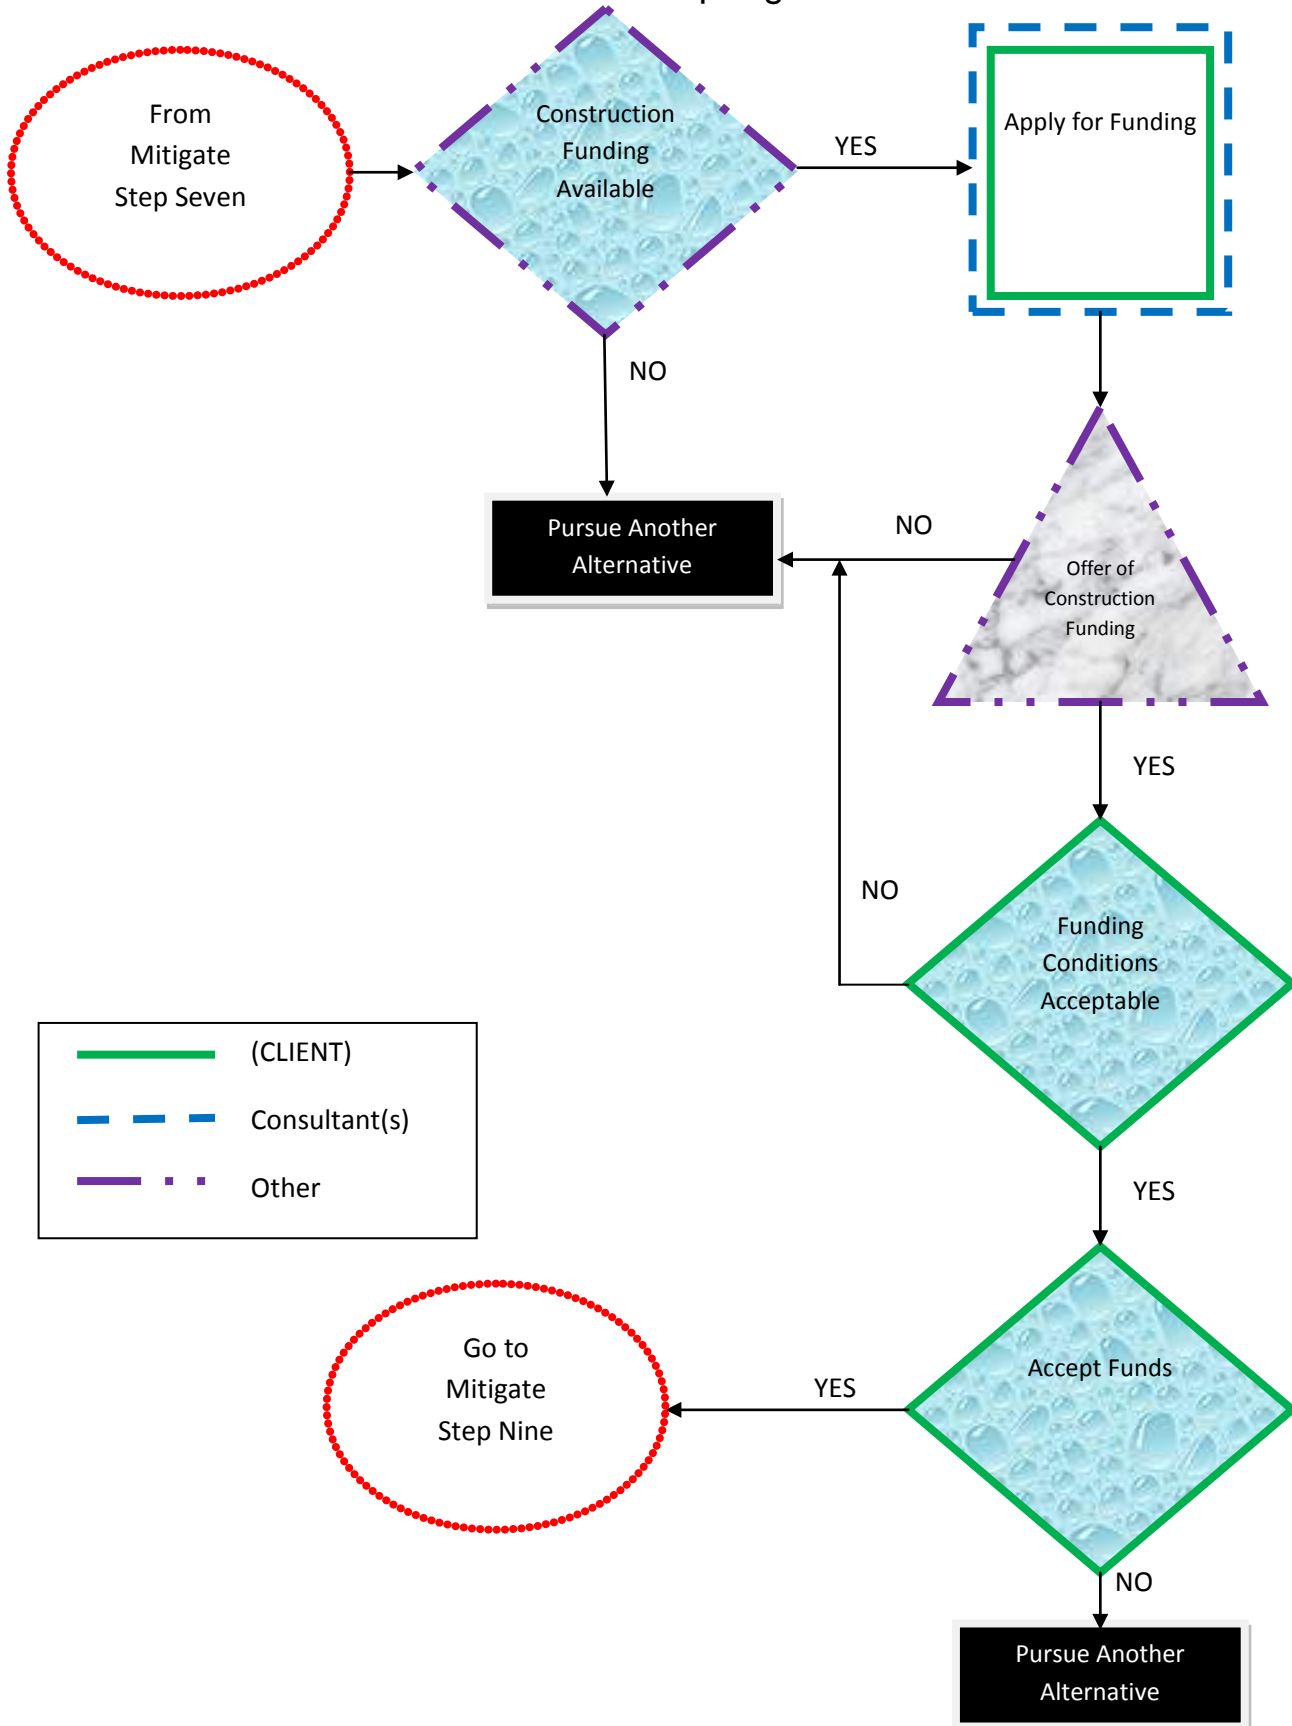 From
Mitigate
Step Seven
Construction
Funding
Available
YES
Apply for Funding
NO
Pursue Another
Alternative
NO
Offer of
Construction
Funding
YES
NO
Funding
Conditions
Acceptable
(CLIENT)
Consultant(s)
Other
YES
Go to
Mitigate
Step Nine
YES
Accept Funds
NO
Pursue Another
Alternative